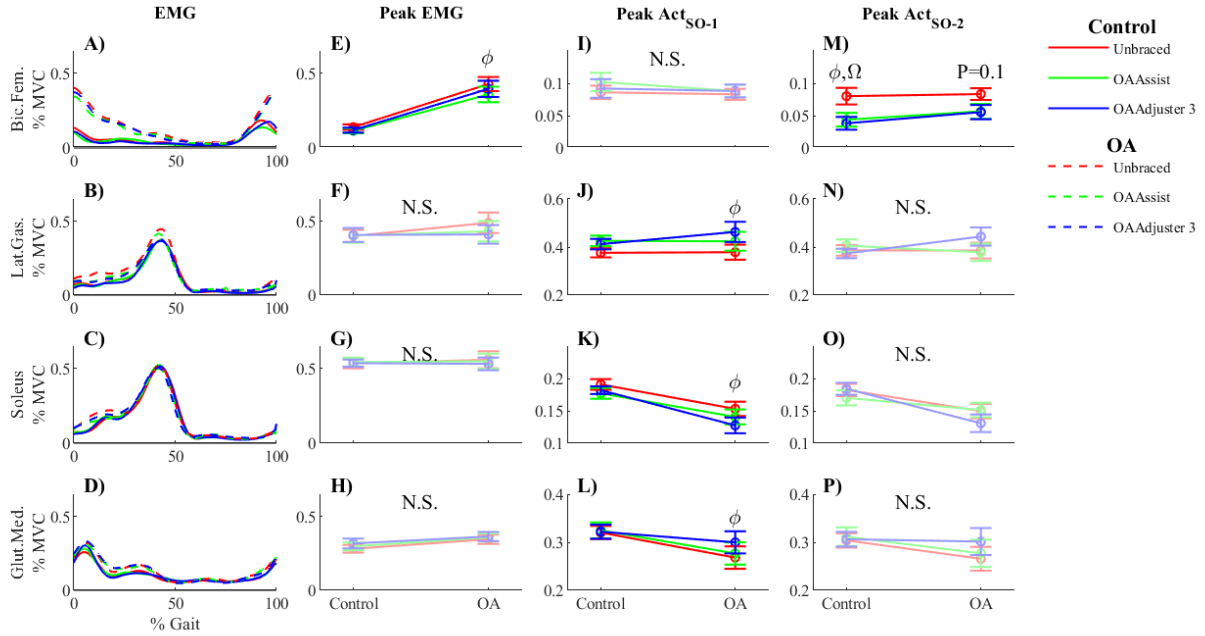 EMG
Peak EMG
Peak Act SO-1
Peak Act SO-2
A)
E)
I)
M)
Control
Unbraced
OAAssist
OAAdjuster 3
OA
Unbraced
OAAssist
OAAdjuster 3
Bic.Fem.
% MVC
0.5
0
0 50 100
0.5
0
ϕ
0.1
0.05
0
N.S.
0.1
0.05
0
ϕ,Ω
P=0.1
B)
F)
J)
N)
Lat.Gas.
% MVC
0.5
0
0.5
0
N.S.
0.6
0.4
0.2
ϕ
0.6
0.4
0.2
N.S.
C)
G)
K)
O)
Soleus
% MVC
0.5
0
0.5
0
N.S.
0.2
0.15
0.1
ϕ
0.2
0.15
0.1
N.S.
D)
H)
L)
P)
Glut.Med.
% MVC
0.5
0
0 50 100
% Gait
0.5
0
N.S.
Control OA
0.4
0.3
0.2
ϕ
Control OA
0.4
0.3
0.2
N.S.
Control OA